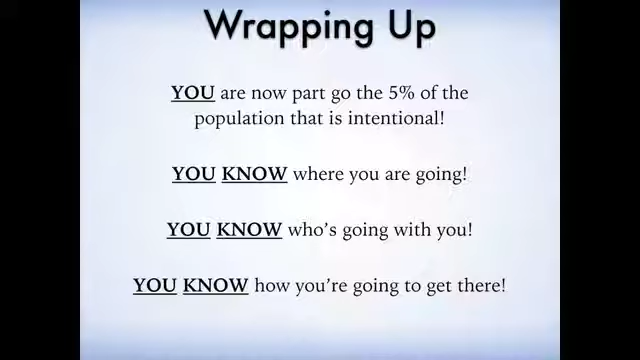 Wrapping Up
YOU are now part go the 5% of the
population that is intentional!
YOU KNOW where you are going!
YOU KNOW who's going with you!
YOU KNOW how you're going to get there!